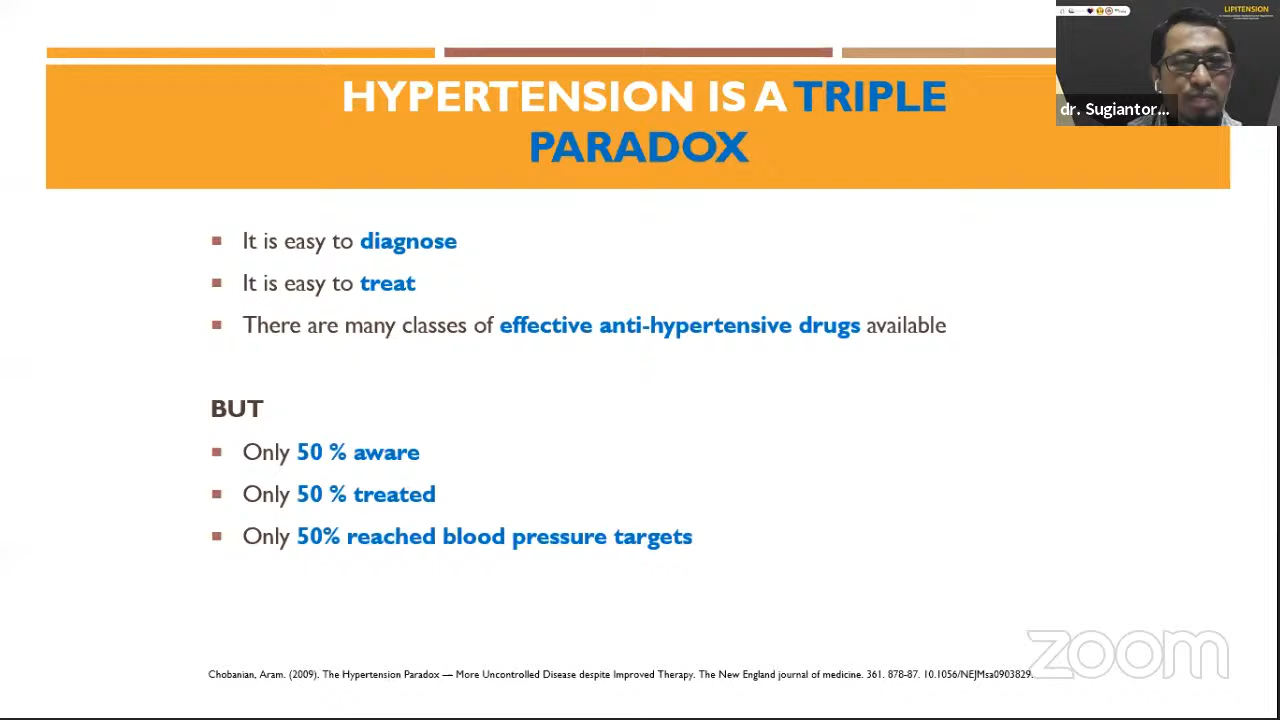 LIPITENSION
dr. Sugiantor...
HYPERTENSION IS A TRIPLE
PARADOX
It is easy to diagnose
It is easy to treat
There are many classes of effective anti-hypertensive drugs available
BUT
Only 50 % aware
Only 50 % treated
Only 50% reached blood pressure targets
zoom
Chobanian, Aram. (2009). The Hypertension Paradox — More Uncontrolled Disease despite Improved Therapy. The New England journal of medicine. 361. 878-87. 10.1056/NEJMsa0903829.